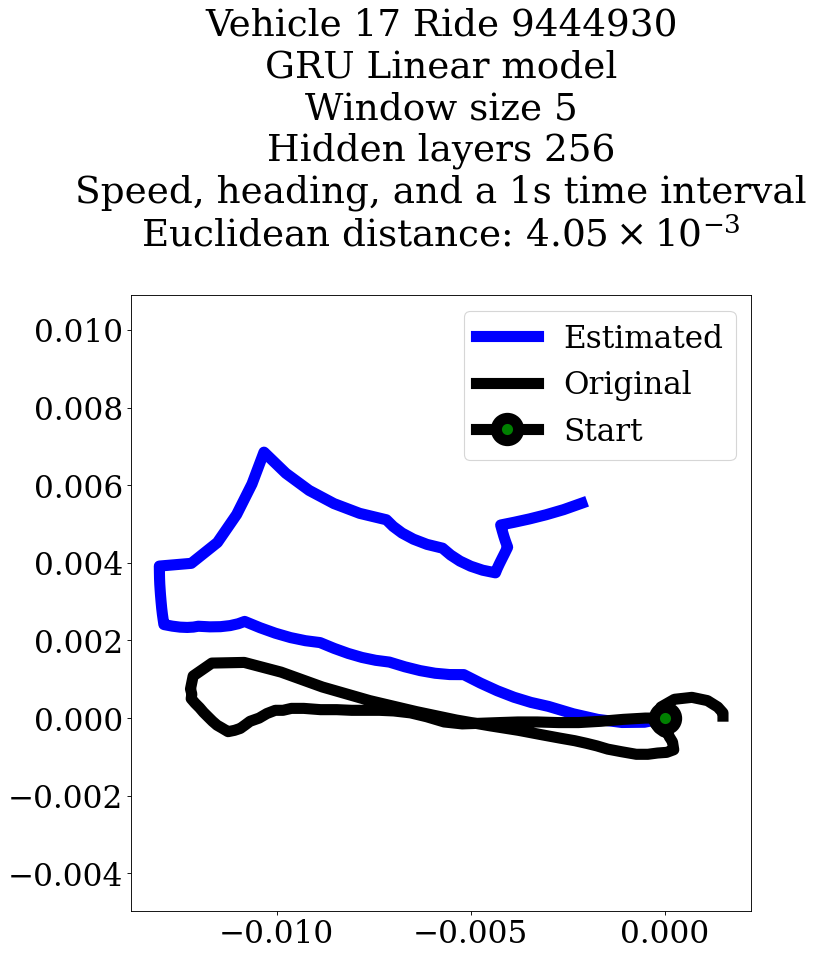 Vehicle 17 Ride 9444930
GRU Linear model
Window size 5
Hidden layers 256
Speed, heading, and a 1s time interval
Euclidean distance: 4.05 × 10⁻³
Estimated
Original
Start
0.010
0.008
0.006
0.004
0.002
0.000
−0.002
−0.004
−0.010
−0.005
0.000